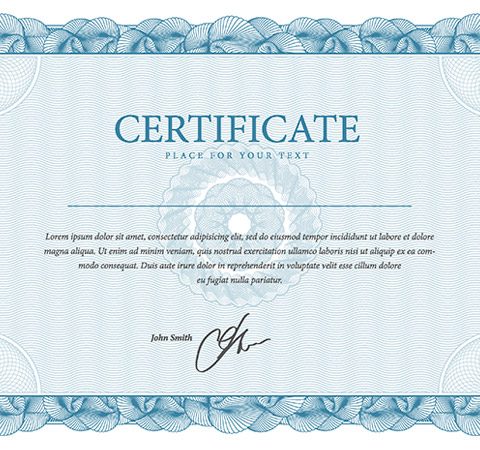 CERTIFICATE
PLACE FOR YOUR TEXT
Lorem ipsum dolor sit amet, consectetur adipisicing elit, sed do eiusmod tempor incididunt ut labore et dolore
magna aliqua. Ut enim ad minim veniam, quis nostrud exercitation ullamco laboris nisi ut aliquip ex ea com-
modo consequat. Duis aute irure dolor in reprehenderit in voluptate velit esse cillum dolore
eu fugiat nulla pariatur.
John Smith